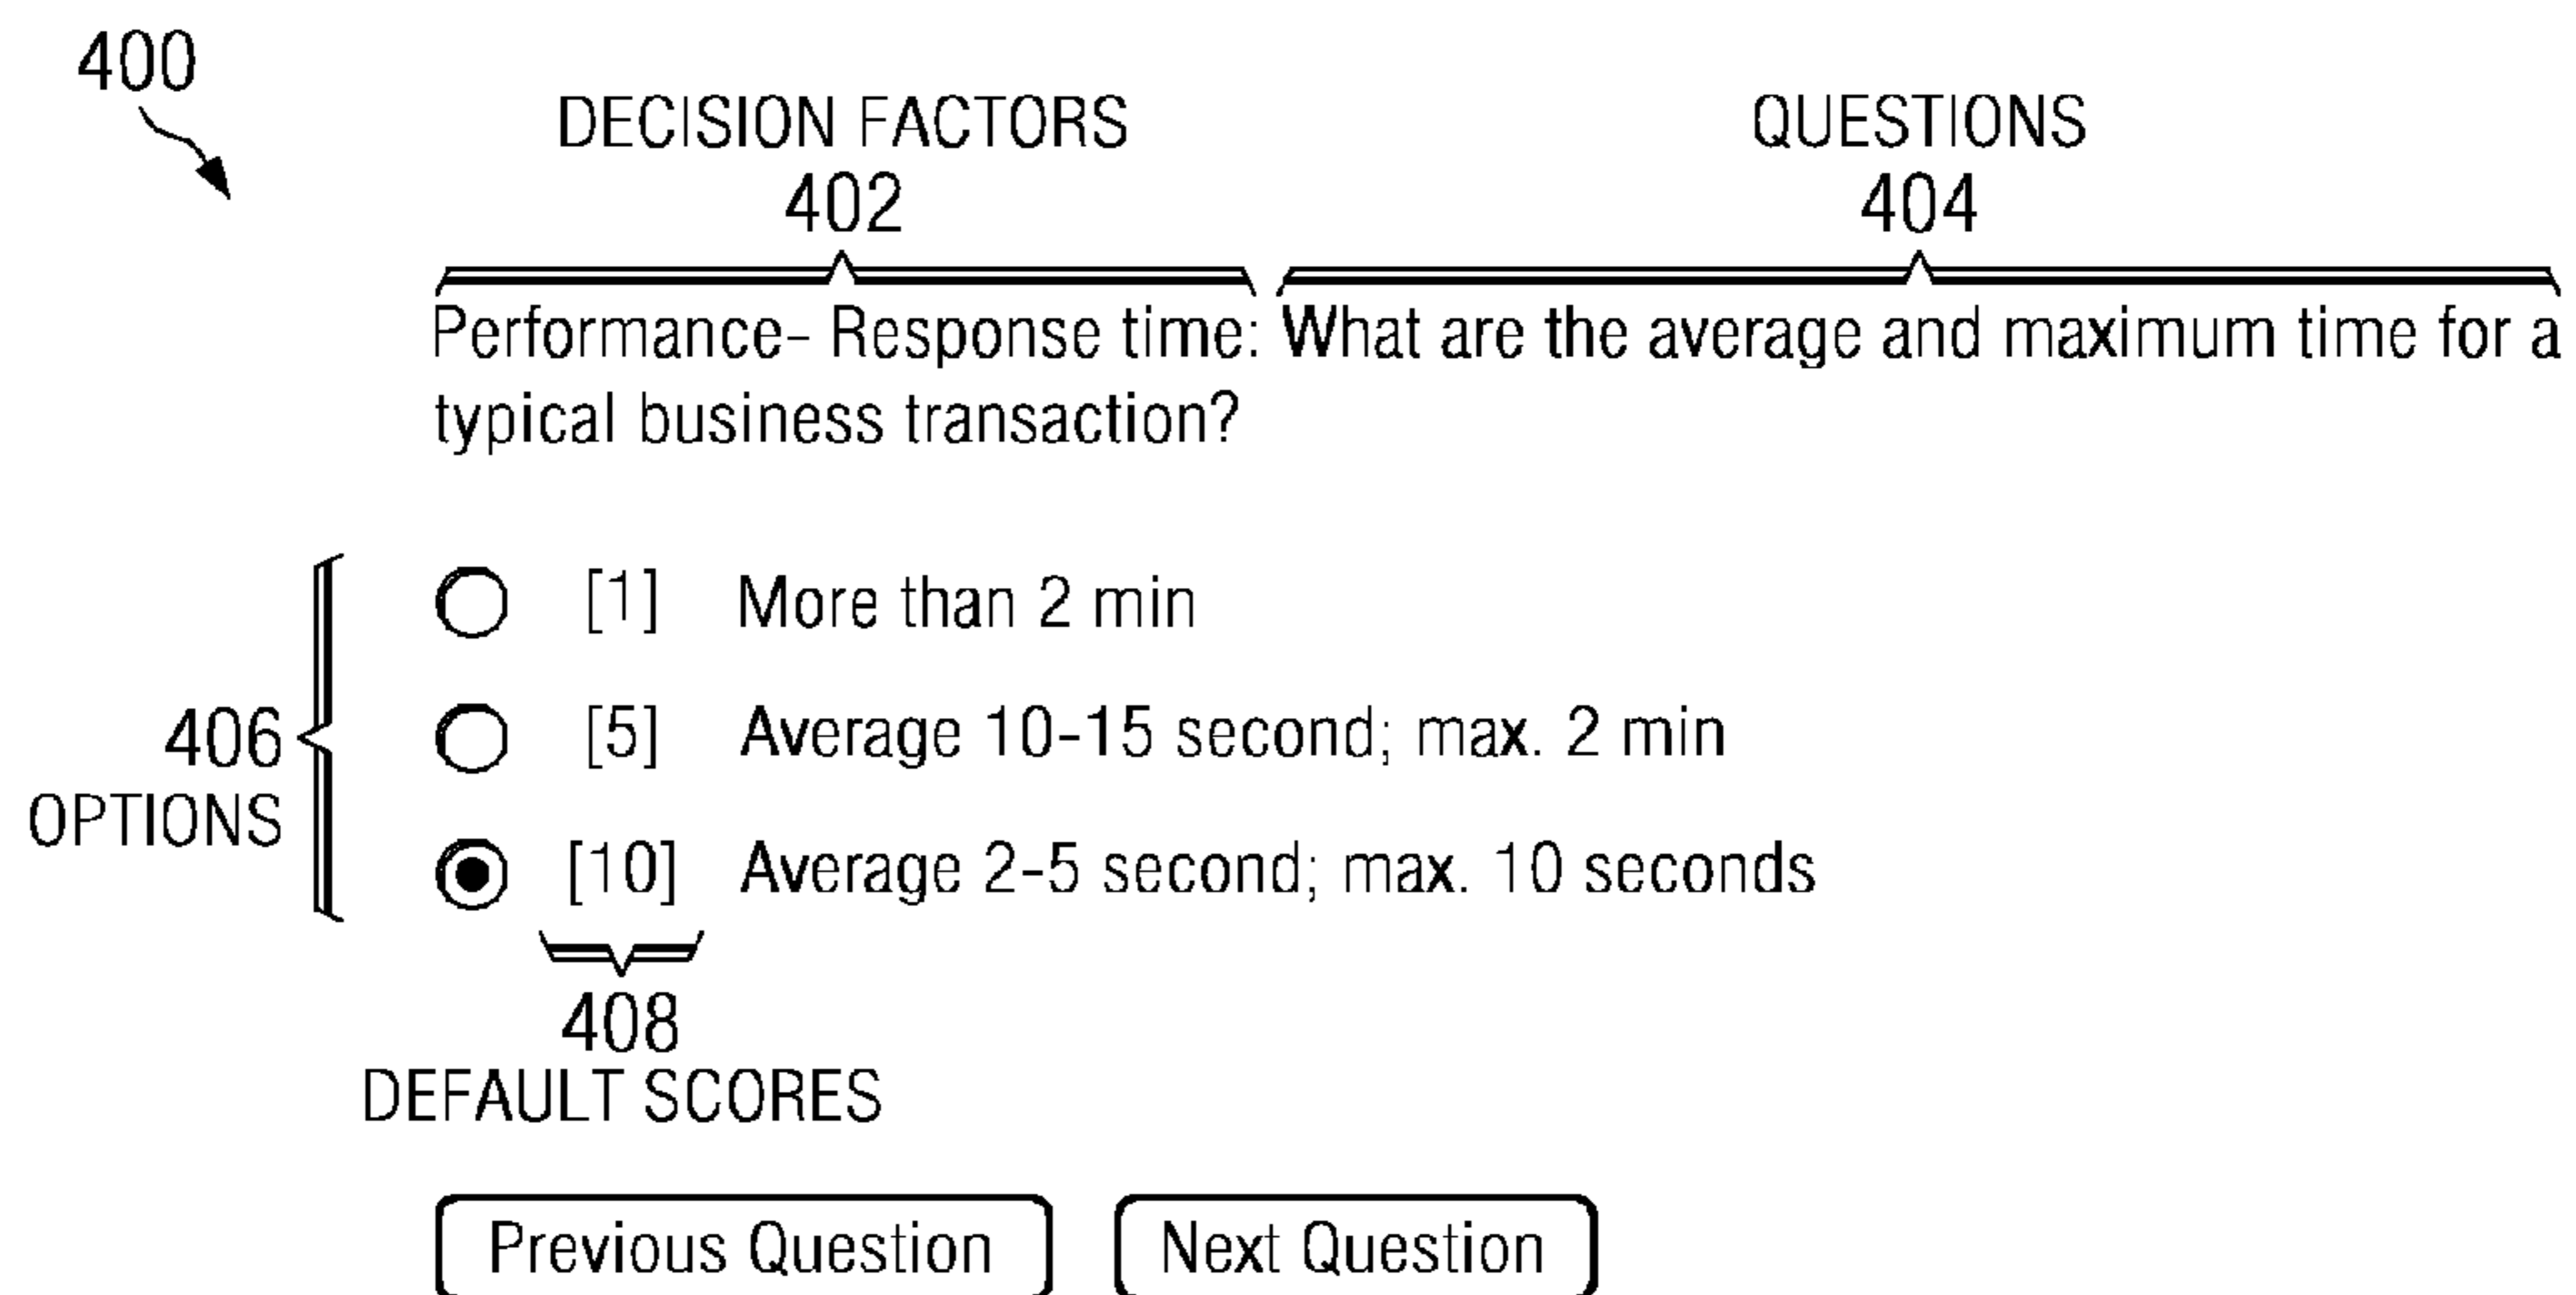 400
DECISION FACTORS
402
QUESTIONS
404
Performance- Response time: What are the average and maximum time for a
typical business transaction?
[1] More than 2 min
[5] Average 10-15 second; max. 2 min
[10] Average 2-5 second; max. 10 seconds
406
OPTIONS
408
DEFAULT SCORES
Previous Question
Next Question